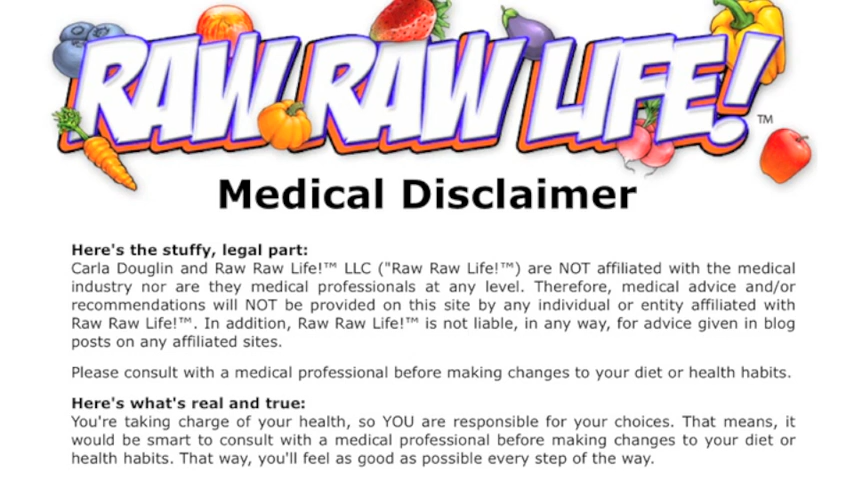 RAW RAW LIFE!™
Medical Disclaimer
Here's the stuffy, legal part:
Carla Douglin and Raw Raw Life!™ LLC ("Raw Raw Life!™) are NOT affiliated with the medical
industry nor are they medical professionals at any level. Therefore, medical advice and/or
recommendations will NOT be provided on this site by any individual or entity affiliated with
Raw Raw Life!™. In addition, Raw Raw Life!™ is not liable, in any way, for advice given in blog
posts on any affiliated sites.
Please consult with a medical professional before making changes to your diet or health habits.
Here's what's real and true:
You're taking charge of your health, so YOU are responsible for your choices. That means, it
would be smart to consult with a medical professional before making changes to your diet or
health habits. That way, you'll feel as good as possible every step of the way.